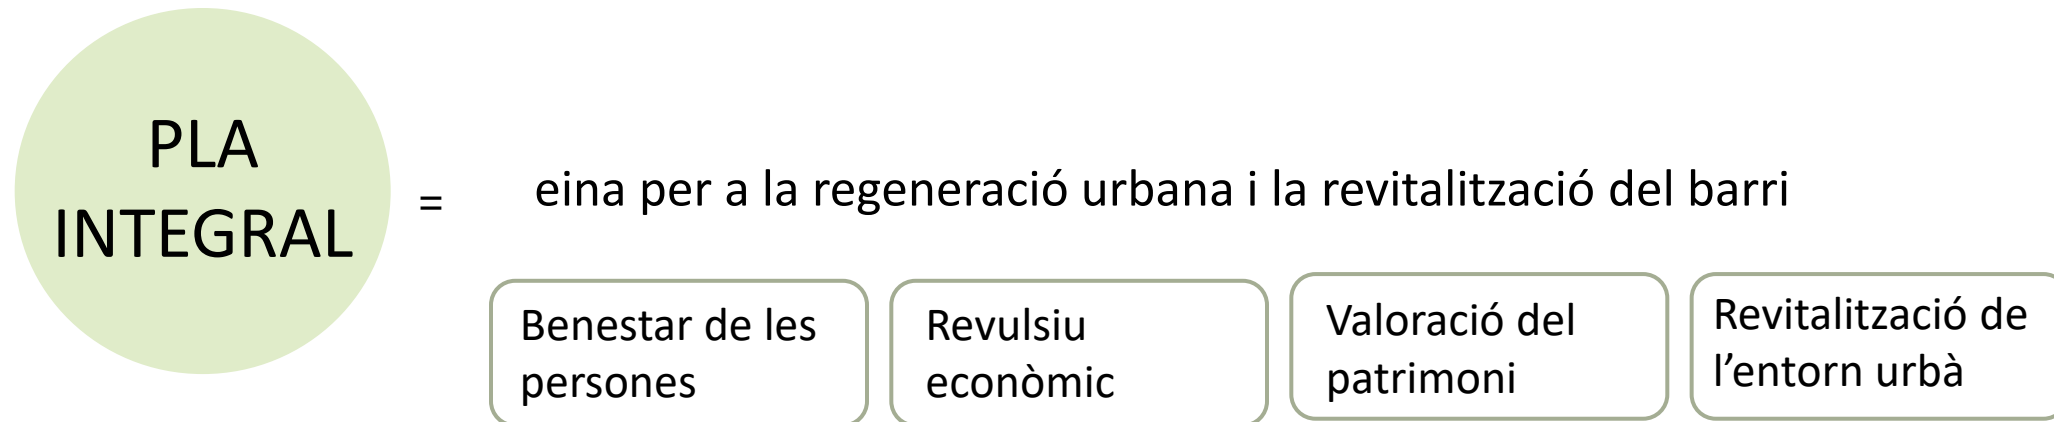 PLA
INTEGRAL
=
eina per a la regeneració urbana i la revitalització del barri
Benestar de les
persones
Revulsiu
econòmic
Valoració del
patrimoni
Revitalització de
l’entorn urbà